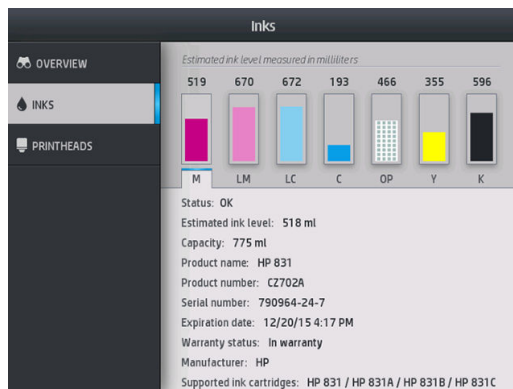 Inks
OVERVIEW
INKS
PRINTHEADS
Estimated ink level measured in milliliters
519 670 672 193 466 355 596
M LM LC C OP Y K
Status: OK
Estimated ink level: 518 ml
Capacity: 775 ml
Product name: HP 831
Product number: CZ702A
Serial number: 790964-24-7
Expiration date: 12/20/15 4:17 PM
Warranty status: In warranty
Manufacturer: HP
Supported ink cartridges: HP 831 / HP 831A / HP 831B / HP 831C